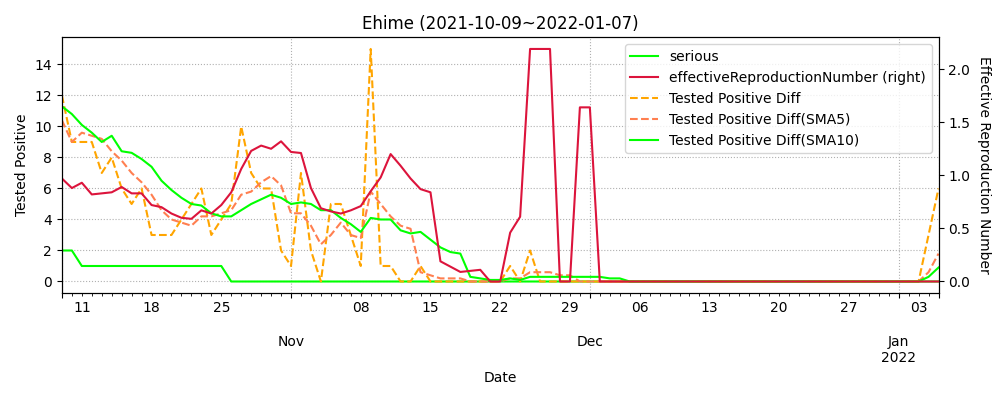 Ehime (2021-10-09~2022-01-07)
serious
effectiveReproductionNumber (right)
Tested Positive Diff
Tested Positive Diff(SMA5)
Tested Positive Diff(SMA10)
Tested Positive
14
12
10
8
6
4
2
0
2.0
1.5
1.0
0.5
0.0
Effective Reproduction Number
11 18 25 08 15 22 29 06 13 20 27 03
Nov Dec Jan
2022
Date